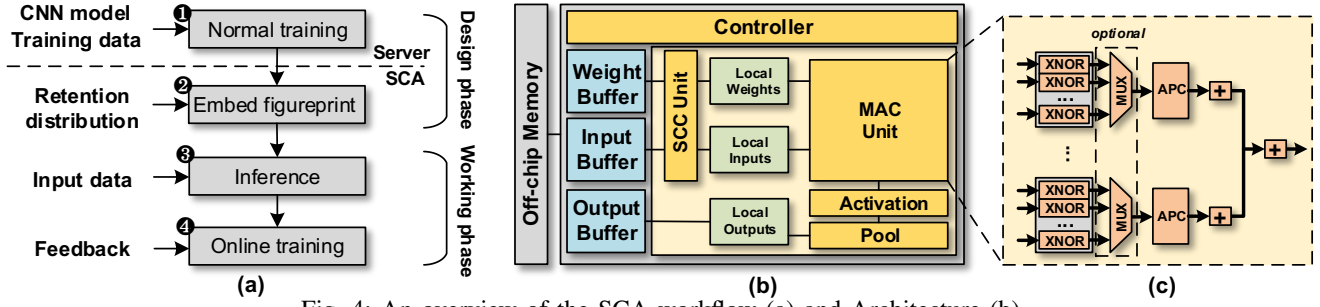 CNN model
Training data
❶
Normal training
Server
SCA
Design phase
Retention
distribution
❷
Embed figureprint
Input data
❸
Inference
Working phase
Feedback
❹
Online training
(a)
Off-chip Memory
Controller
Weight
Buffer
Input
Buffer
Output
Buffer
SCC Unit
Local
Weights
Local
Inputs
Local
Outputs
MAC
Unit
Activation
Pool
(b)
optional
XNOR
XNOR
...
XNOR
MUX
APC
+
...
+
XNOR
XNOR
...
XNOR
MUX
APC
+
(c)
Fig. 4: An overview of the SCA workflow (a) and Architecture (b)